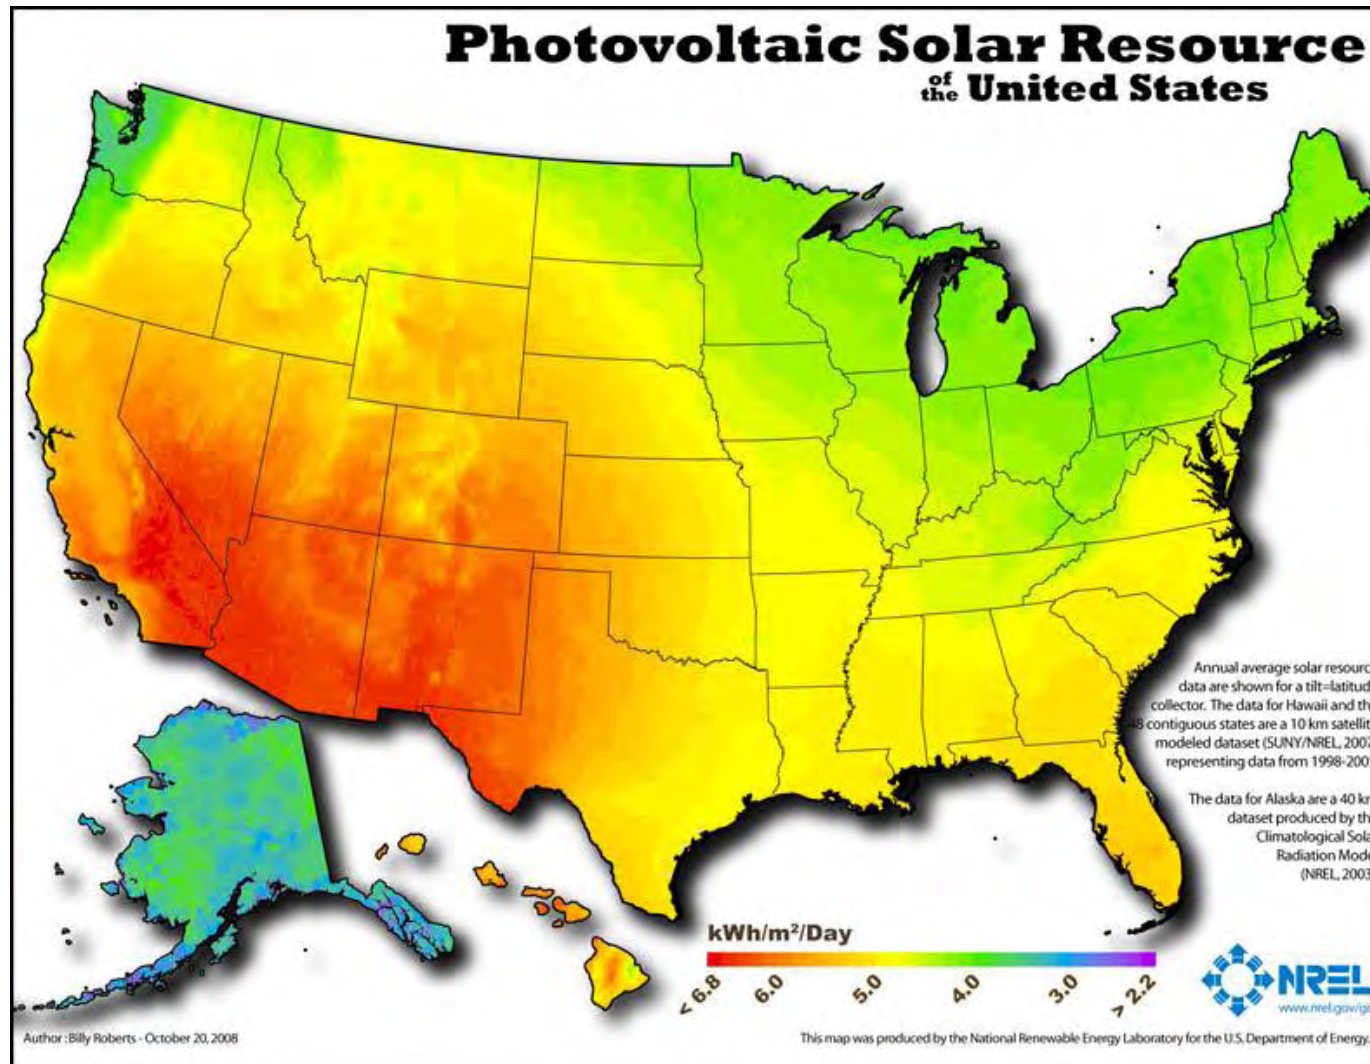 Photovoltaic Solar Resource
of the United States
Annual average solar resourc
data are shown for a tilt=latitud
collector. The data for Hawaii and th
48 contiguous states are a 10 km satellit
modeled dataset (SUNY/NREL, 2007
representing data from 1998-200
The data for Alaska are a 40 k
dataset produced by th
Climatological Sola
Radiation Mod
(NREL, 2003
kWh/m²/Day
< 6.8 6.0 5.0 4.0 3.0 > 2.2
NREL
www.nrel.gov/gi
Author : Billy Roberts - October 20, 2008
This map was produced by the National Renewable Energy Laboratory for the U.S. Department of Energy